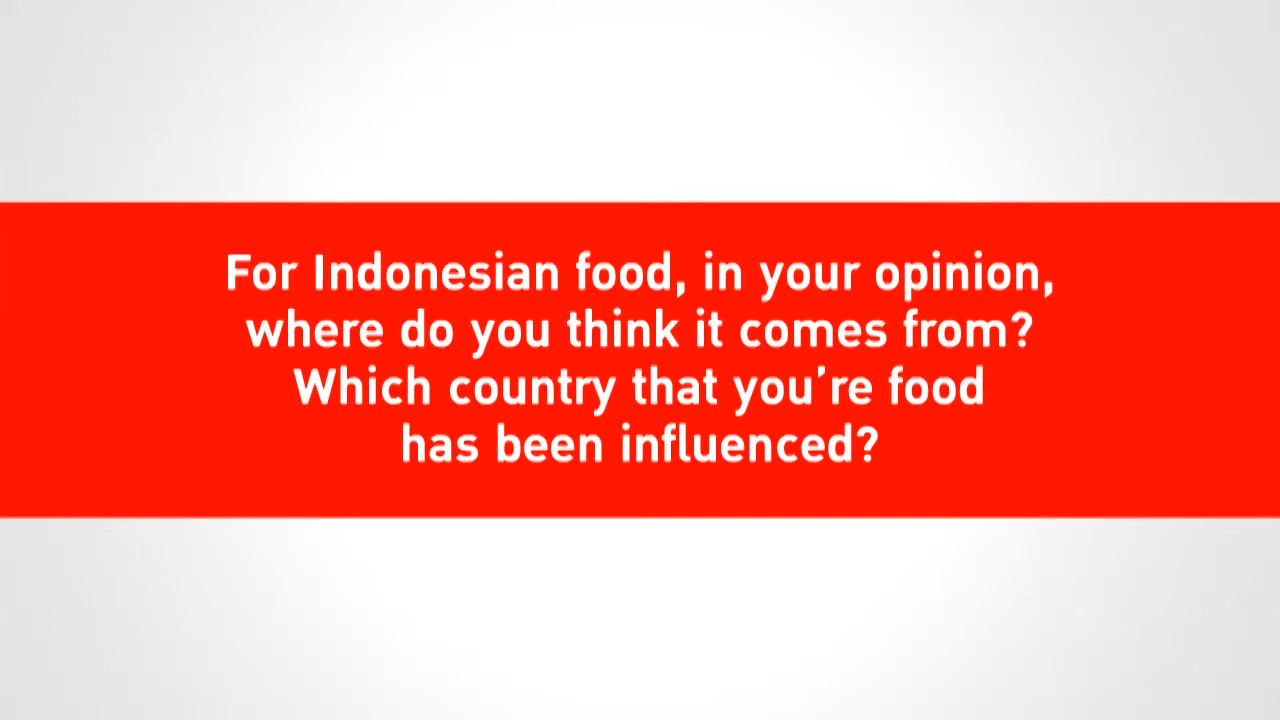 For Indonesian food, in your opinion,
where do you think it comes from?
Which country that you’re food
has been influenced?